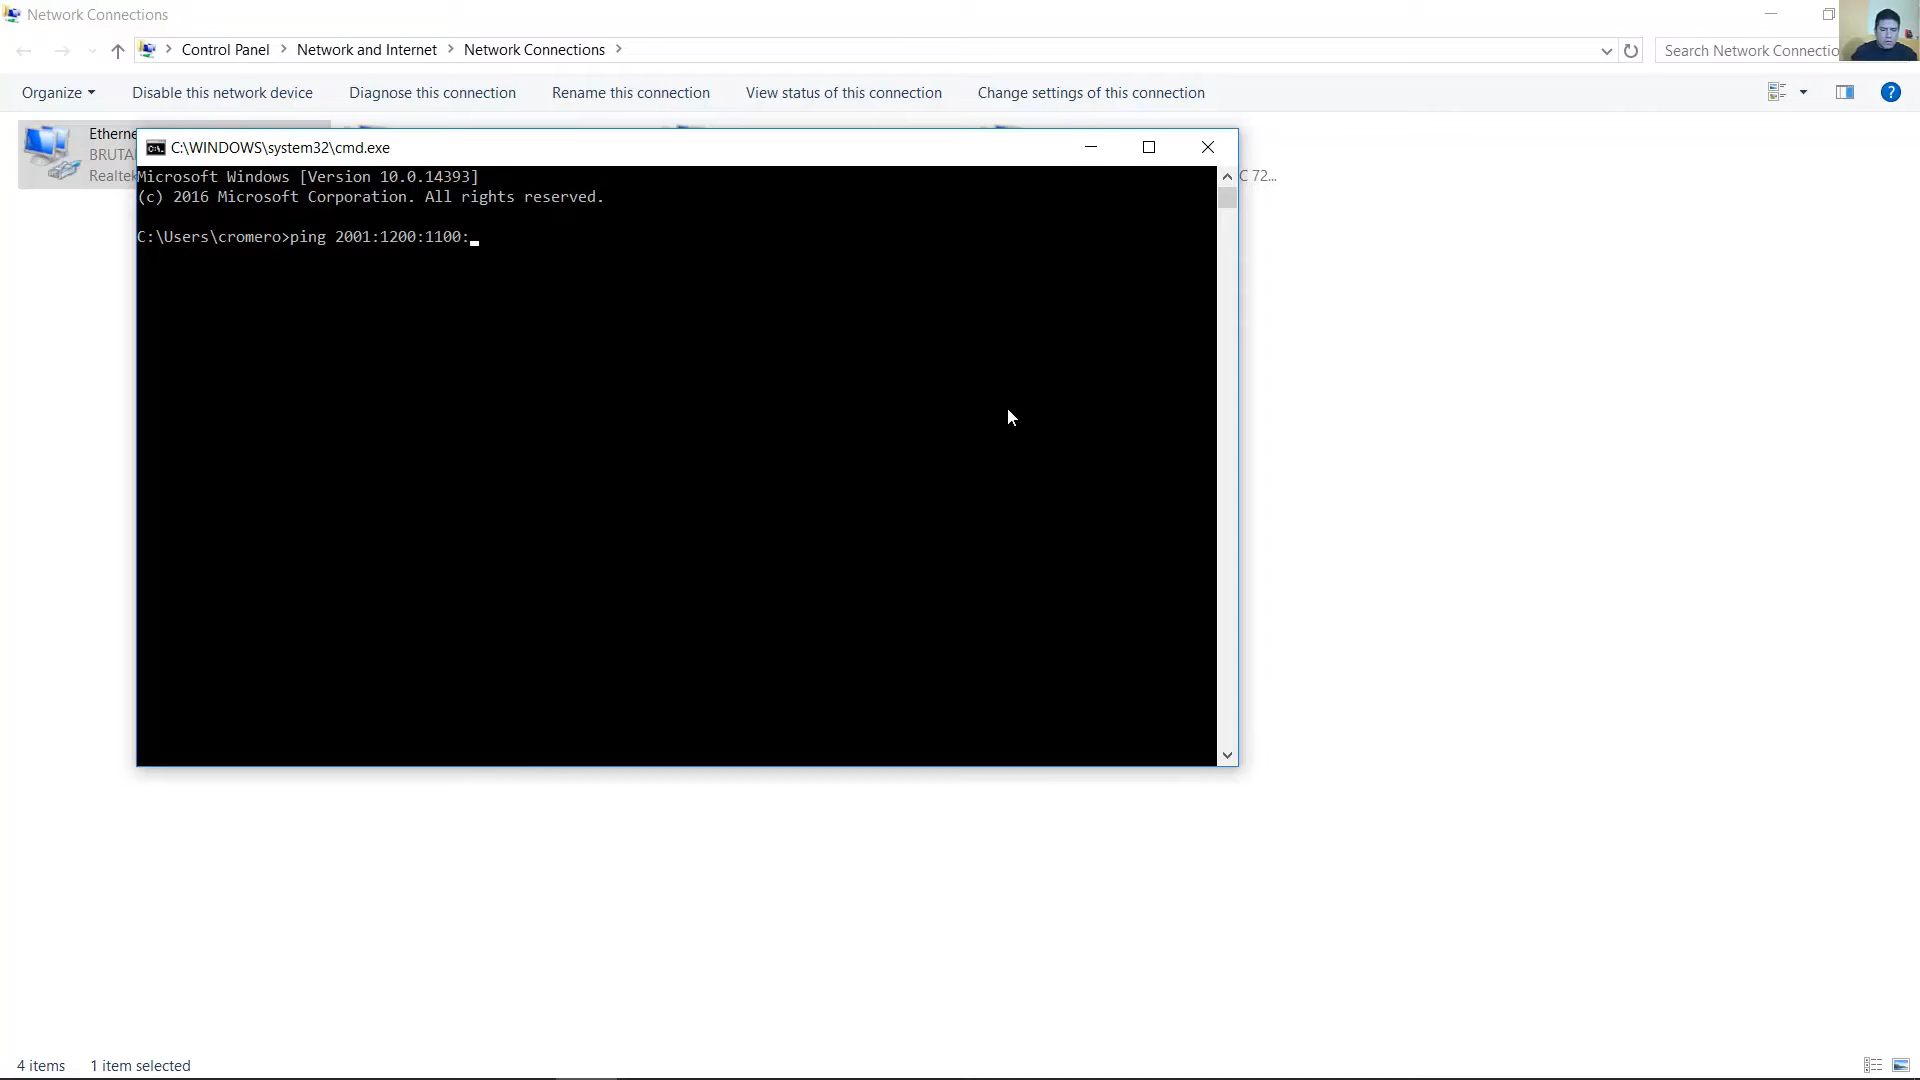 Network Connections
Control Panel > Network and Internet > Network Connections >
Search Network Connectio
Organize
Disable this network device
Diagnose this connection
Rename this connection
View status of this connection
Change settings of this connection
Etherne
BRUTA
Realtek
C 72...
C:\WINDOWS\system32\cmd.exe
Microsoft Windows [Version 10.0.14393]
(c) 2016 Microsoft Corporation. All rights reserved.
C:\Users\cromero>ping 2001:1200:1100:_
4 items
1 item selected